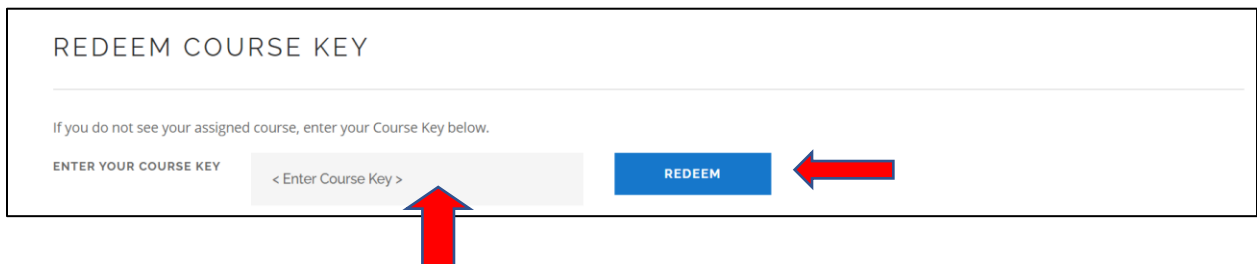 REDEEM COURSE KEY
If you do not see your assigned course, enter your Course Key below.
ENTER YOUR COURSE KEY
< Enter Course Key >
REDEEM